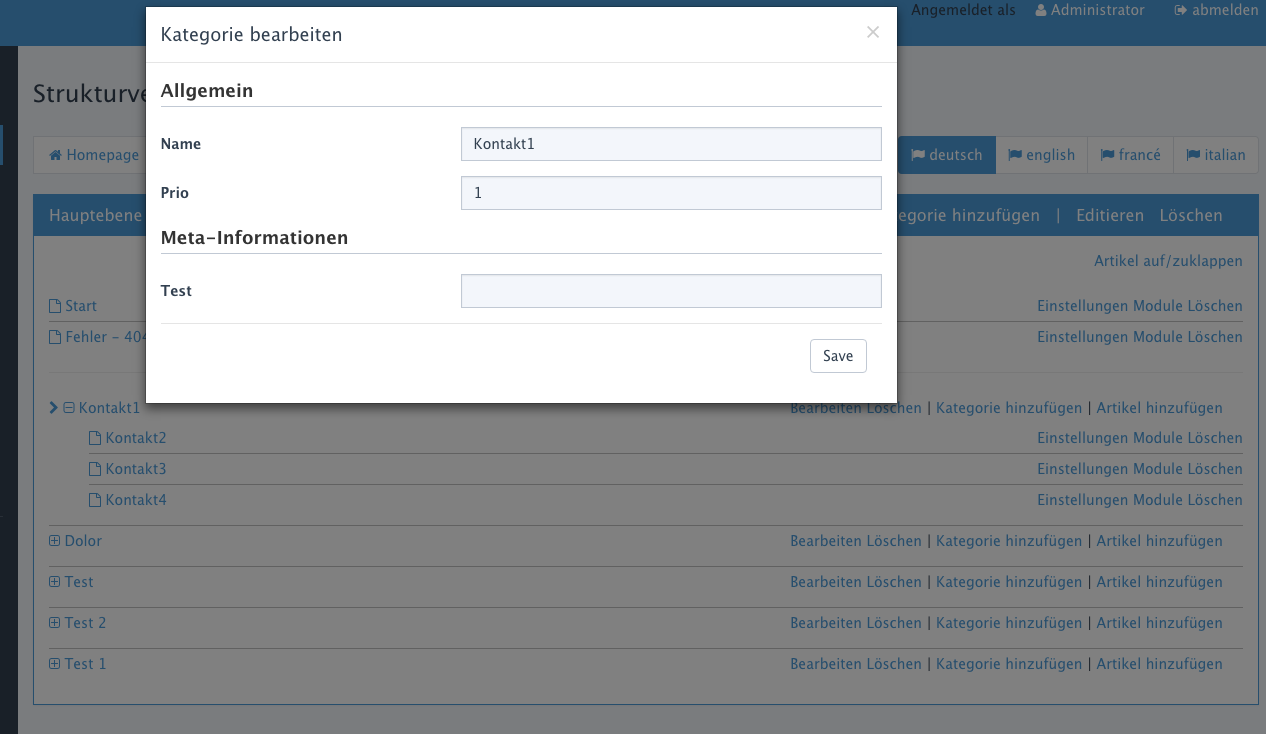 Angemeldet als Administrator abmelden
Kategorie bearbeiten ×
Allgemein
Name Kontakt1
Prio 1
Meta-Informationen
Test
Save
Homepage deutsch english francé italian
Hauptebene hinzufügen | Editieren Löschen
Artikel auf/zuklappen
Start Einstellungen Module Löschen
Fehler - 404 Einstellungen Module Löschen
Kontakt1 Bearbeiten Löschen | Kategorie hinzufügen | Artikel hinzufügen
Kontakt2 Einstellungen Module Löschen
Kontakt3 Einstellungen Module Löschen
Kontakt4 Einstellungen Module Löschen
Dolor Bearbeiten Löschen | Kategorie hinzufügen | Artikel hinzufügen
Test Bearbeiten Löschen | Kategorie hinzufügen | Artikel hinzufügen
Test 2 Bearbeiten Löschen | Kategorie hinzufügen | Artikel hinzufügen
Test 1 Bearbeiten Löschen | Kategorie hinzufügen | Artikel hinzufügen